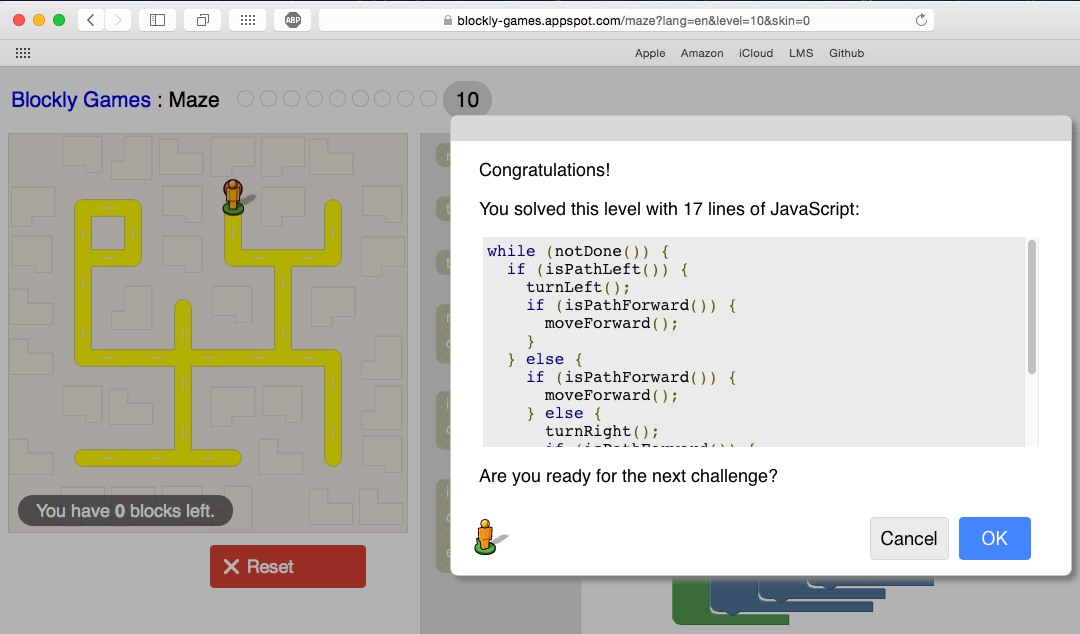 ABP
blockly-games.appspot.com/maze?lang=en&level=10&skin=0
Apple Amazon iCloud LMS Github
Blockly Games : Maze 10
Congratulations!
You solved this level with 17 lines of JavaScript:
while (notDone()) {
if (isPathLeft()) {
turnLeft();
if (isPathForward()) {
moveForward();
}
} else {
if (isPathForward()) {
moveForward();
} else {
turnRight();
if (isPathForward()) {
Are you ready for the next challenge?
You have 0 blocks left.
Cancel OK
Reset